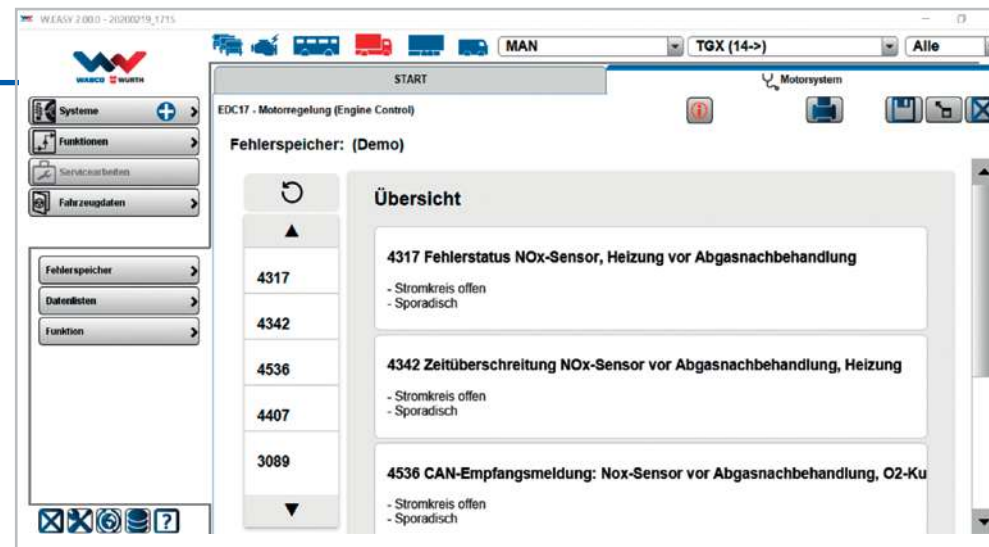 W.EASY 2.00.0 - 20200219_1715
WABCO WÜRTH
MAN
TGX (14->)
Alle
START
Motorsystem
Systeme
Funktionen
Servicearbeiten
Fahrzeugdaten
Fehlerspeicher
Datenlisten
Funktion
EDC17 - Motorregelung (Engine Control)
Fehlerspeicher: (Demo)
4317
4342
4536
4407
3089
Übersicht
4317 Fehlerstatus NOx-Sensor, Heizung vor Abgasnachbehandlung
- Stromkreis offen
- Sporadisch
4342 Zeitüberschreitung NOx-Sensor vor Abgasnachbehandlung, Heizung
- Stromkreis offen
- Sporadisch
4536 CAN-Empfangsmeldung: Nox-Sensor vor Abgasnachbehandlung, O2-Ku
- Stromkreis offen
- Sporadisch
?